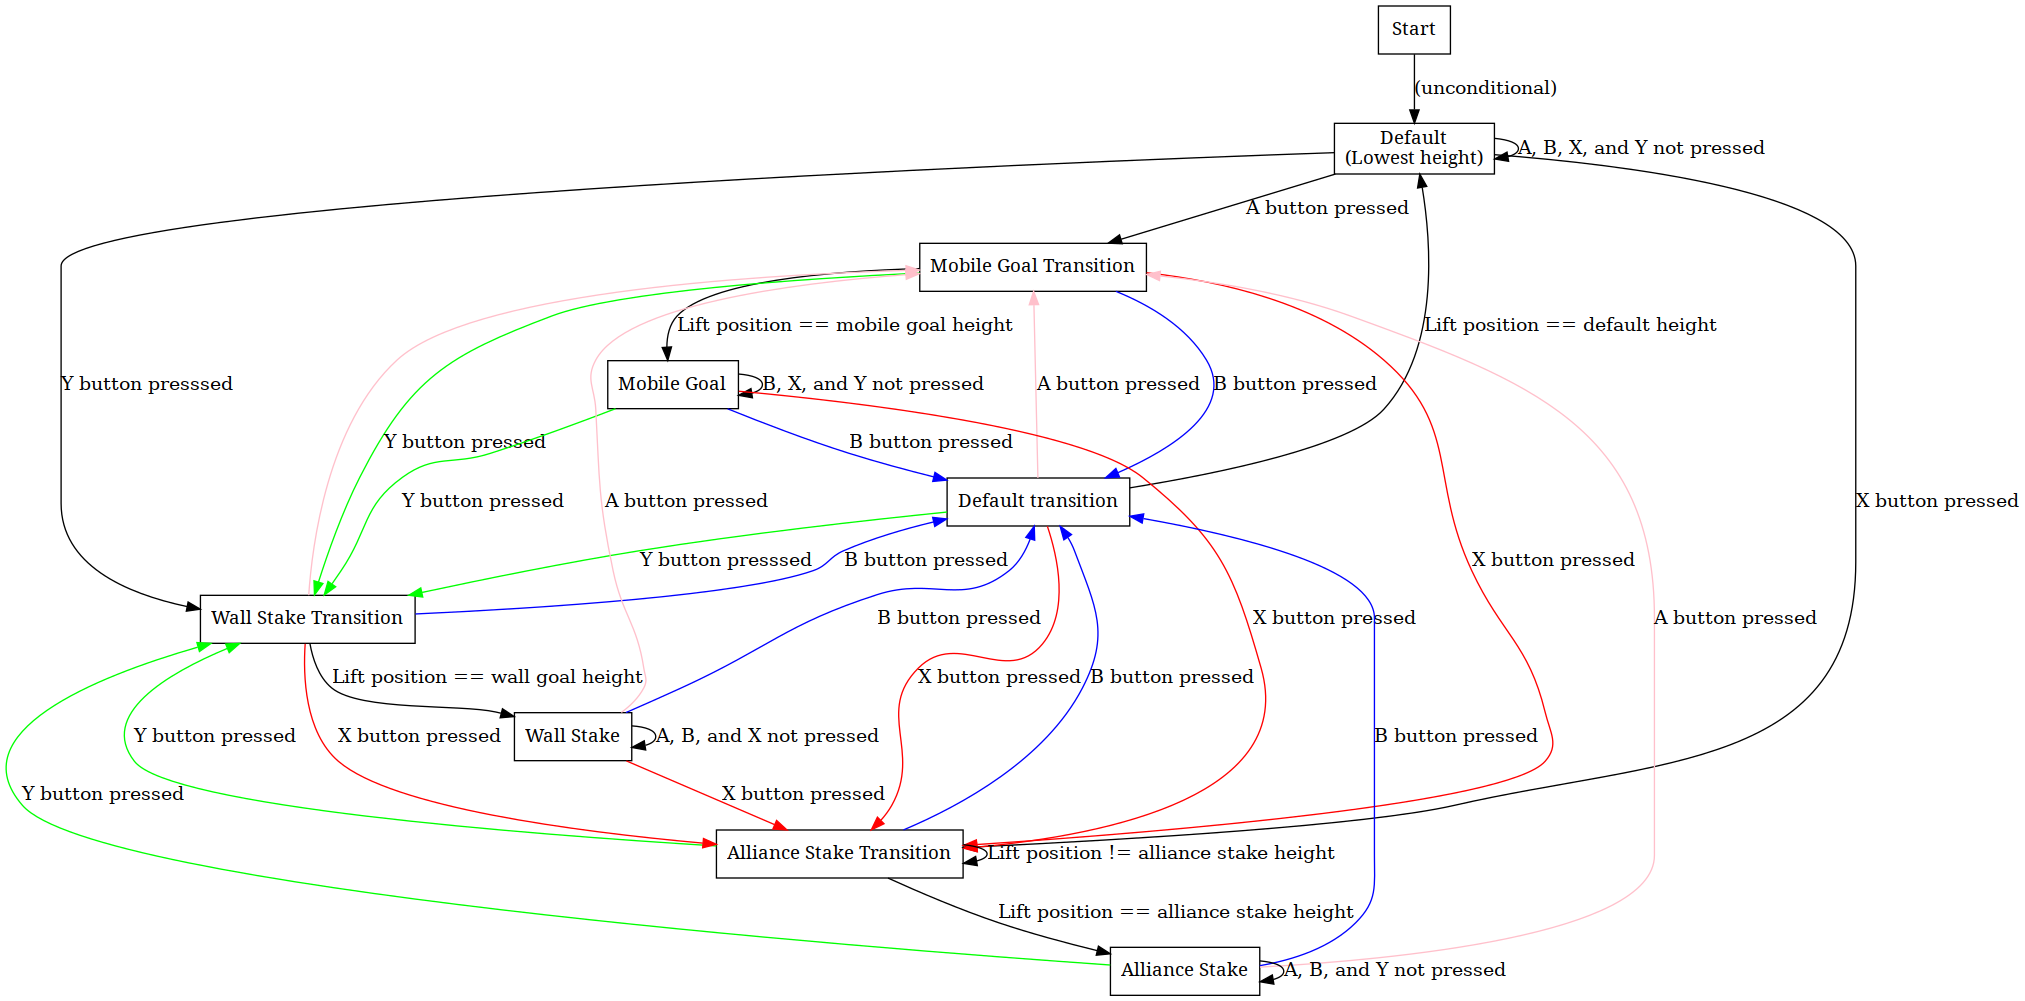 Start
(unconditional)
Default
(Lowest height)
A, B, X, and Y not pressed
A button pressed
Mobile Goal Transition
Lift position == mobile goal height
Lift position == default height
Y button presssed
Mobile Goal
B, X, and Y not pressed
A button pressed
B button pressed
Y button pressed
B button pressed
Y button pressed
A button pressed
Default transition
X button pressed
Y button presssed
B button pressed
X button pressed
Wall Stake Transition
B button pressed
X button pressed
A button pressed
Lift position == wall goal height
X button pressed
B button pressed
Y button pressed
X button pressed
Wall Stake
A, B, and X not pressed
B button pressed
Y button pressed
X button pressed
Alliance Stake Transition
Lift position != alliance stake height
Lift position == alliance stake height
Alliance Stake
A, B, and Y not pressed